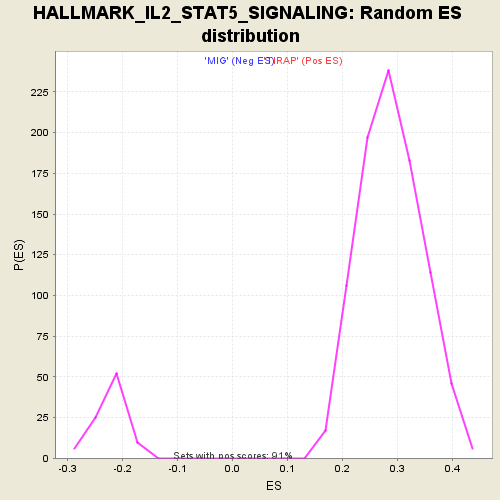 HALLMARK_IL2_STAT5_SIGNALING: Random ES
distribution
'MIG' (Neg ES) 'TIRAP' (Pos ES)
225
200
175
150
125
100
75
50
25
0
P(ES)
Sets with pos scores: 91%
-0.3 -0.2 -0.1 0.0 0.1 0.2 0.3 0.4
ES